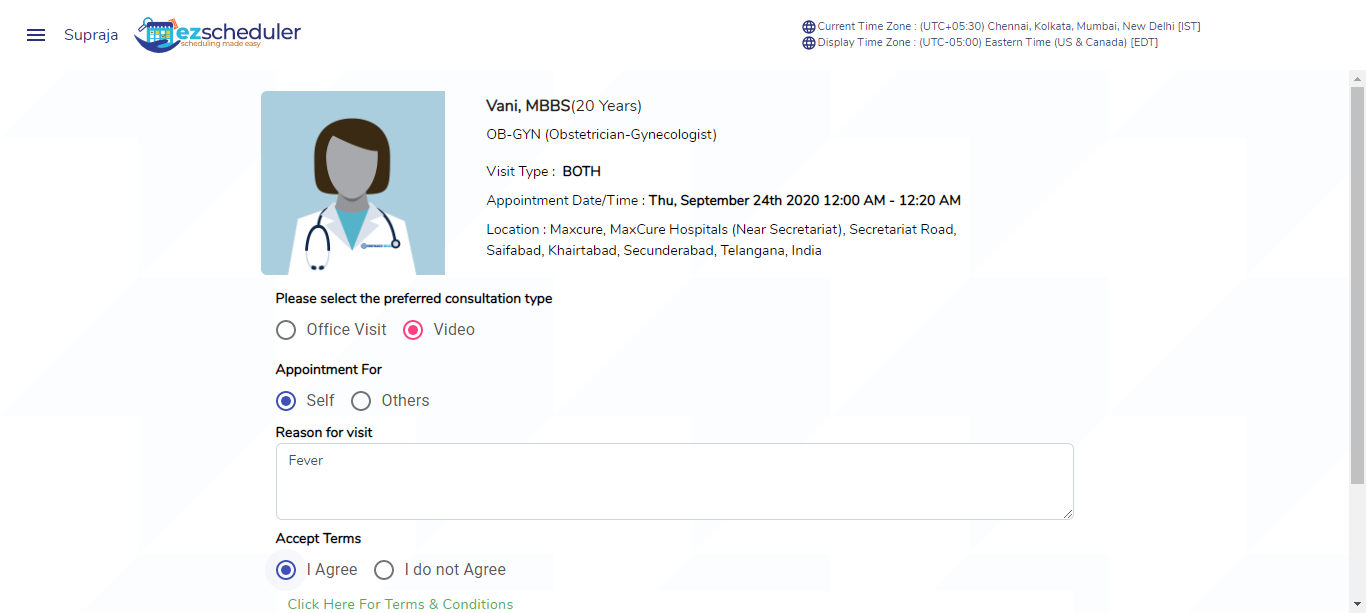 Supraja
ezscheduler
scheduling made easy
Current Time Zone : (UTC+05:30) Chennai, Kolkata, Mumbai, New Delhi [IST]
Display Time Zone : (UTC-05:00) Eastern Time (US & Canada) [EDT]
Vani, MBBS(20 Years)
OB-GYN (Obstetrician-Gynecologist)
Visit Type : BOTH
Appointment Date/Time : Thu, September 24th 2020 12:00 AM - 12:20 AM
Location : Maxcure, MaxCure Hospitals (Near Secretariat), Secretariat Road,
Saifabad, Khairtabad, Secunderabad, Telangana, India
Please select the preferred consultation type
Office Visit Video
Appointment For
Self Others
Reason for visit
Fever
Accept Terms
I Agree I do not Agree
Click Here For Terms & Conditions